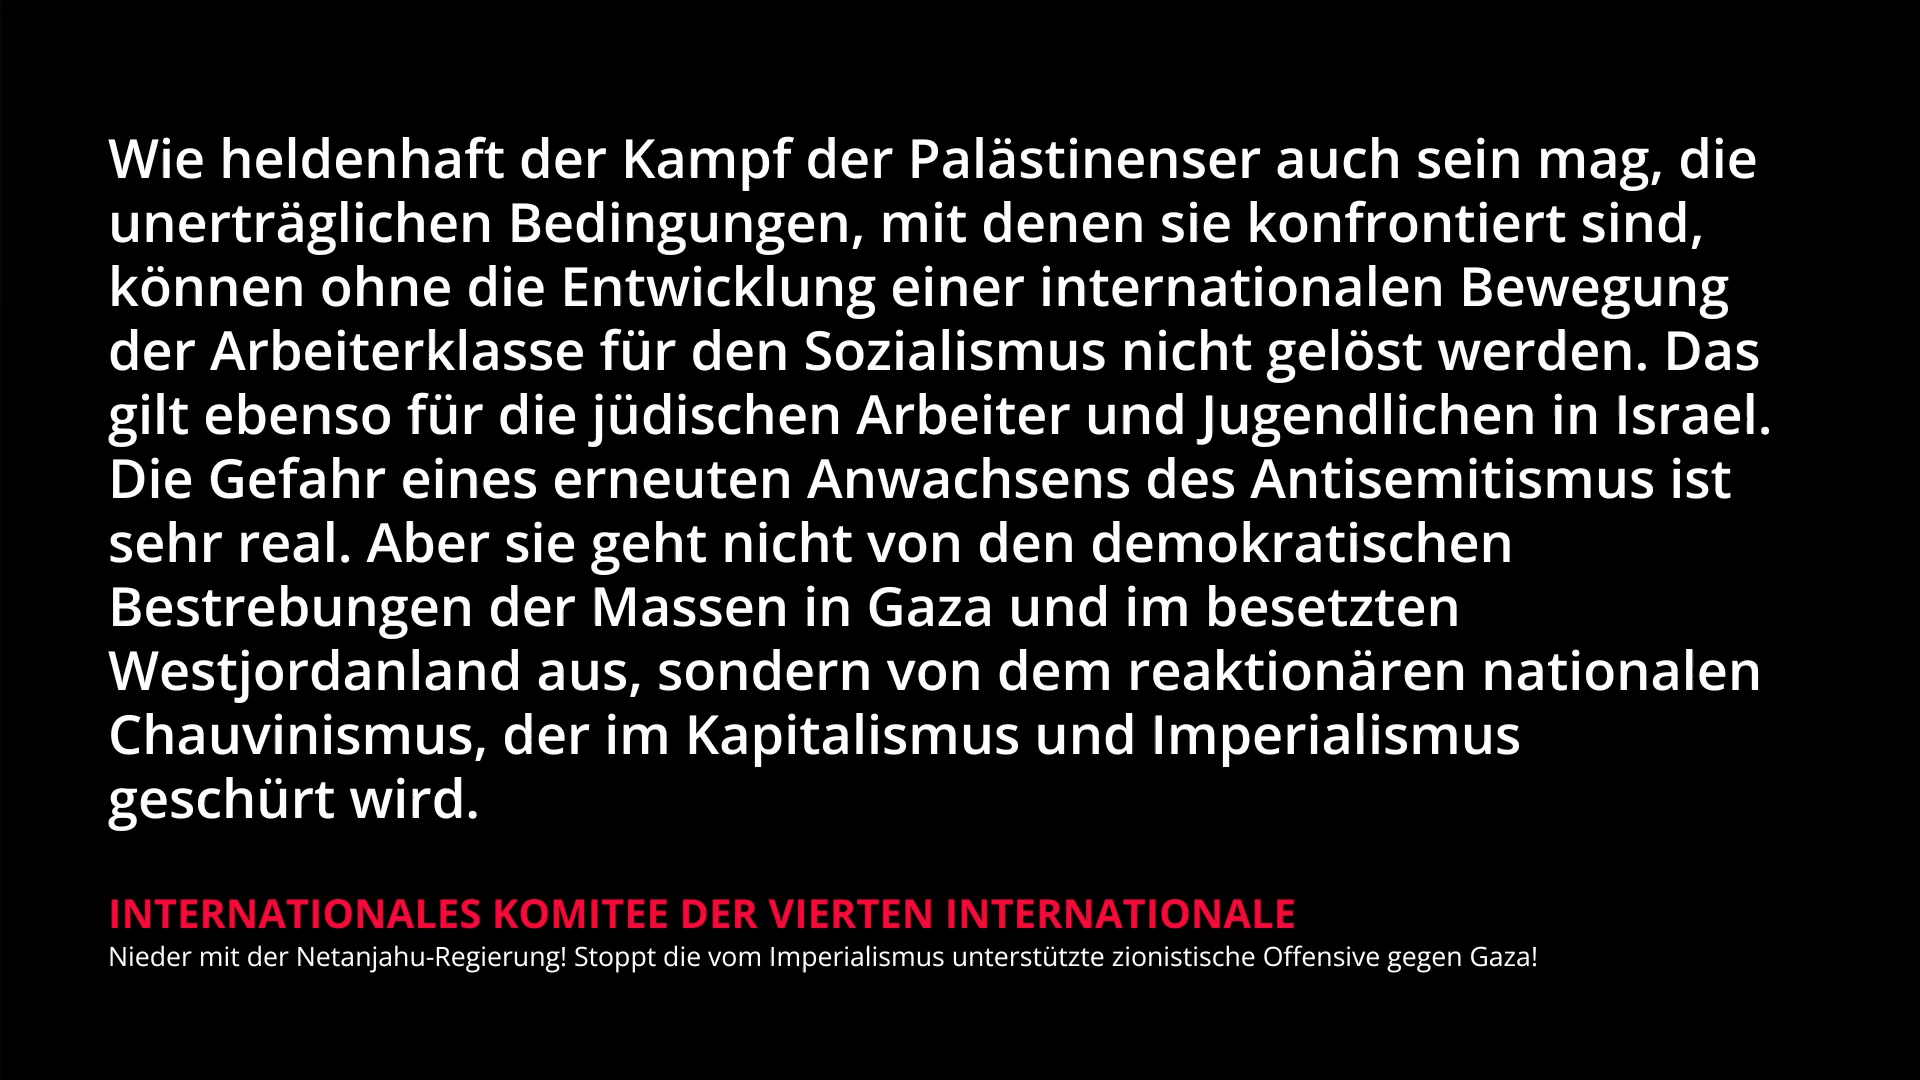 Wie heldenhaft der Kampf der Palästinenser auch sein mag, die
unerträglichen Bedingungen, mit denen sie konfrontiert sind,
können ohne die Entwicklung einer internationalen Bewegung
der Arbeiterklasse für den Sozialismus nicht gelöst werden. Das
gilt ebenso für die jüdischen Arbeiter und Jugendlichen in Israel.
Die Gefahr eines erneuten Anwachsens des Antisemitismus ist
sehr real. Aber sie geht nicht von den demokratischen
Bestrebungen der Massen in Gaza und im besetzten
Westjordanland aus, sondern von dem reaktionären nationalen
Chauvinismus, der im Kapitalismus und Imperialismus
geschürt wird.
INTERNATIONALES KOMITEE DER VIERTEN INTERNATIONALE
Nieder mit der Netanjahu-Regierung! Stoppt die vom Imperialismus unterstützte zionistische Offensive gegen Gaza!